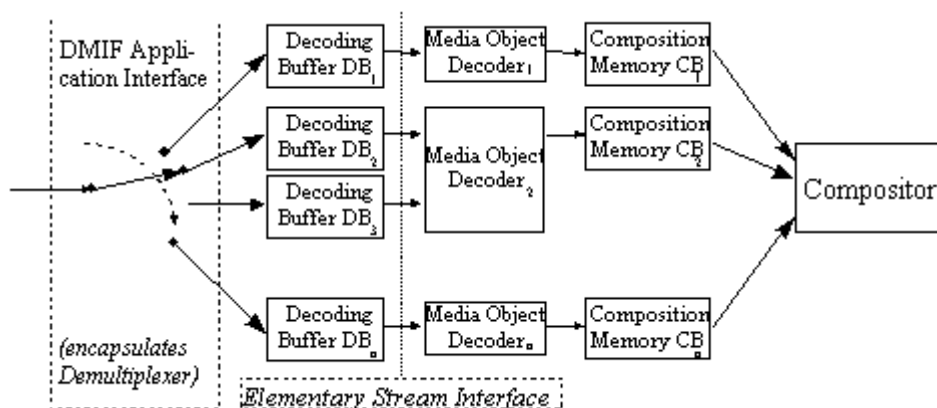 DMIF Appli-
cation Interface
(encapsulates
Demultiplexer)
Decoding
Buffer DB1
Media Object
Decoder1
Composition
Memory CB1
Decoding
Buffer DB2
Decoding
Buffer DB3
Media Object
Decoder2
Composition
Memory CB2
Compositor
Decoding
Buffer DBn
Media Object
Decodern
Composition
Memory CBn
Elementary Stream Interface